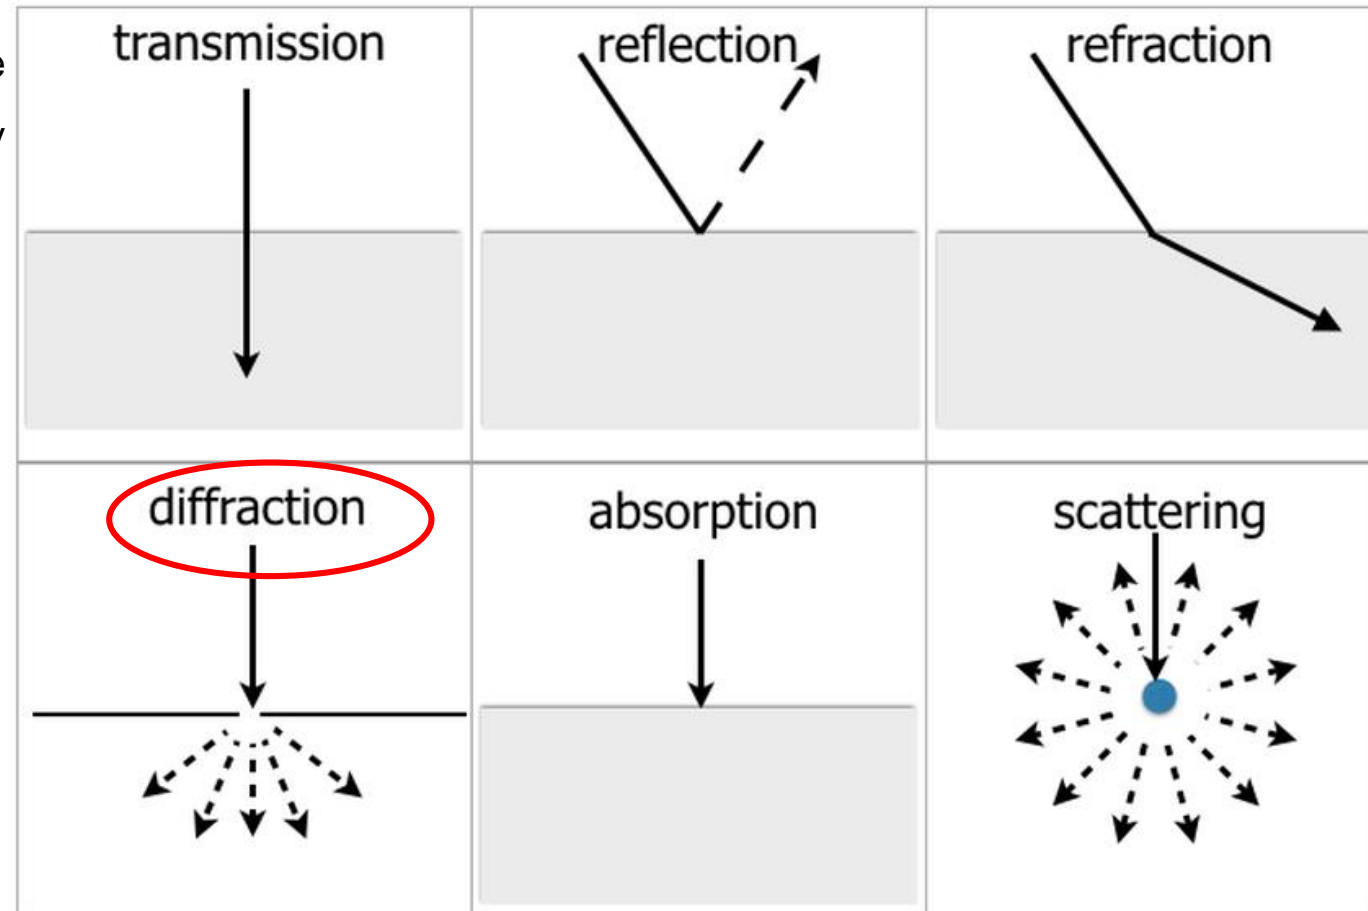 transmission
reflection
refraction
diffraction
absorption
scattering